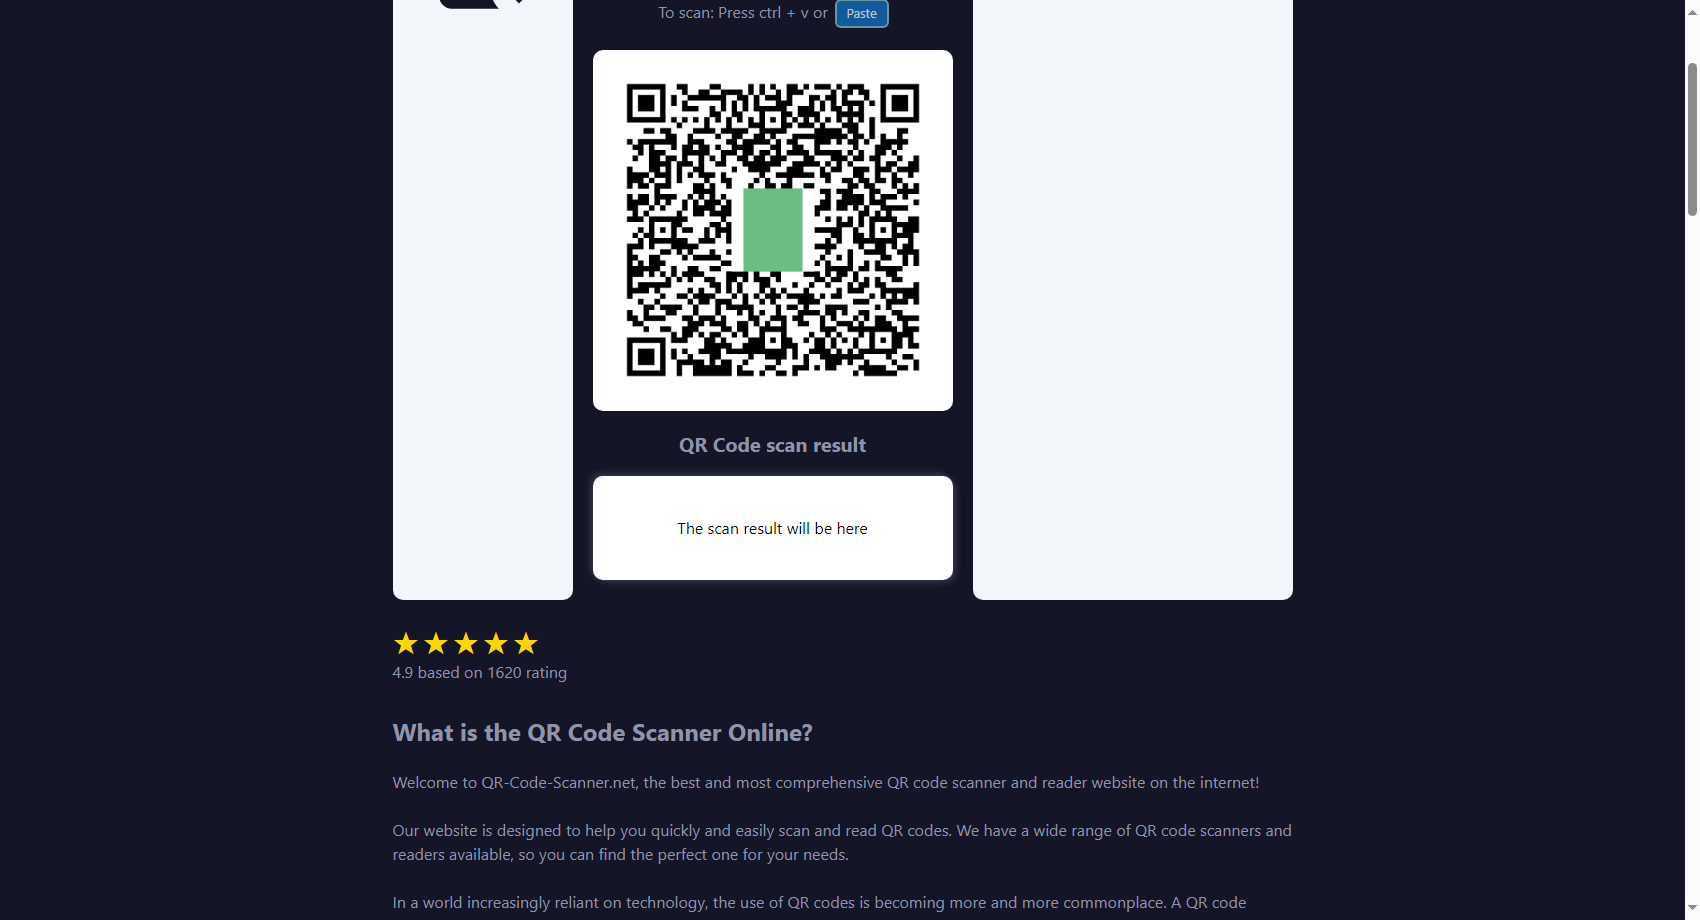 To scan: Press ctrl + v or Paste
QR Code scan result
The scan result will be here
4.9 based on 1620 rating
What is the QR Code Scanner Online?
Welcome to QR-Code-Scanner.net, the best and most comprehensive QR code scanner and reader website on the internet!
Our website is designed to help you quickly and easily scan and read QR codes. We have a wide range of QR code scanners and
readers available, so you can find the perfect one for your needs.
In a world increasingly reliant on technology, the use of QR codes is becoming more and more commonplace. A QR code